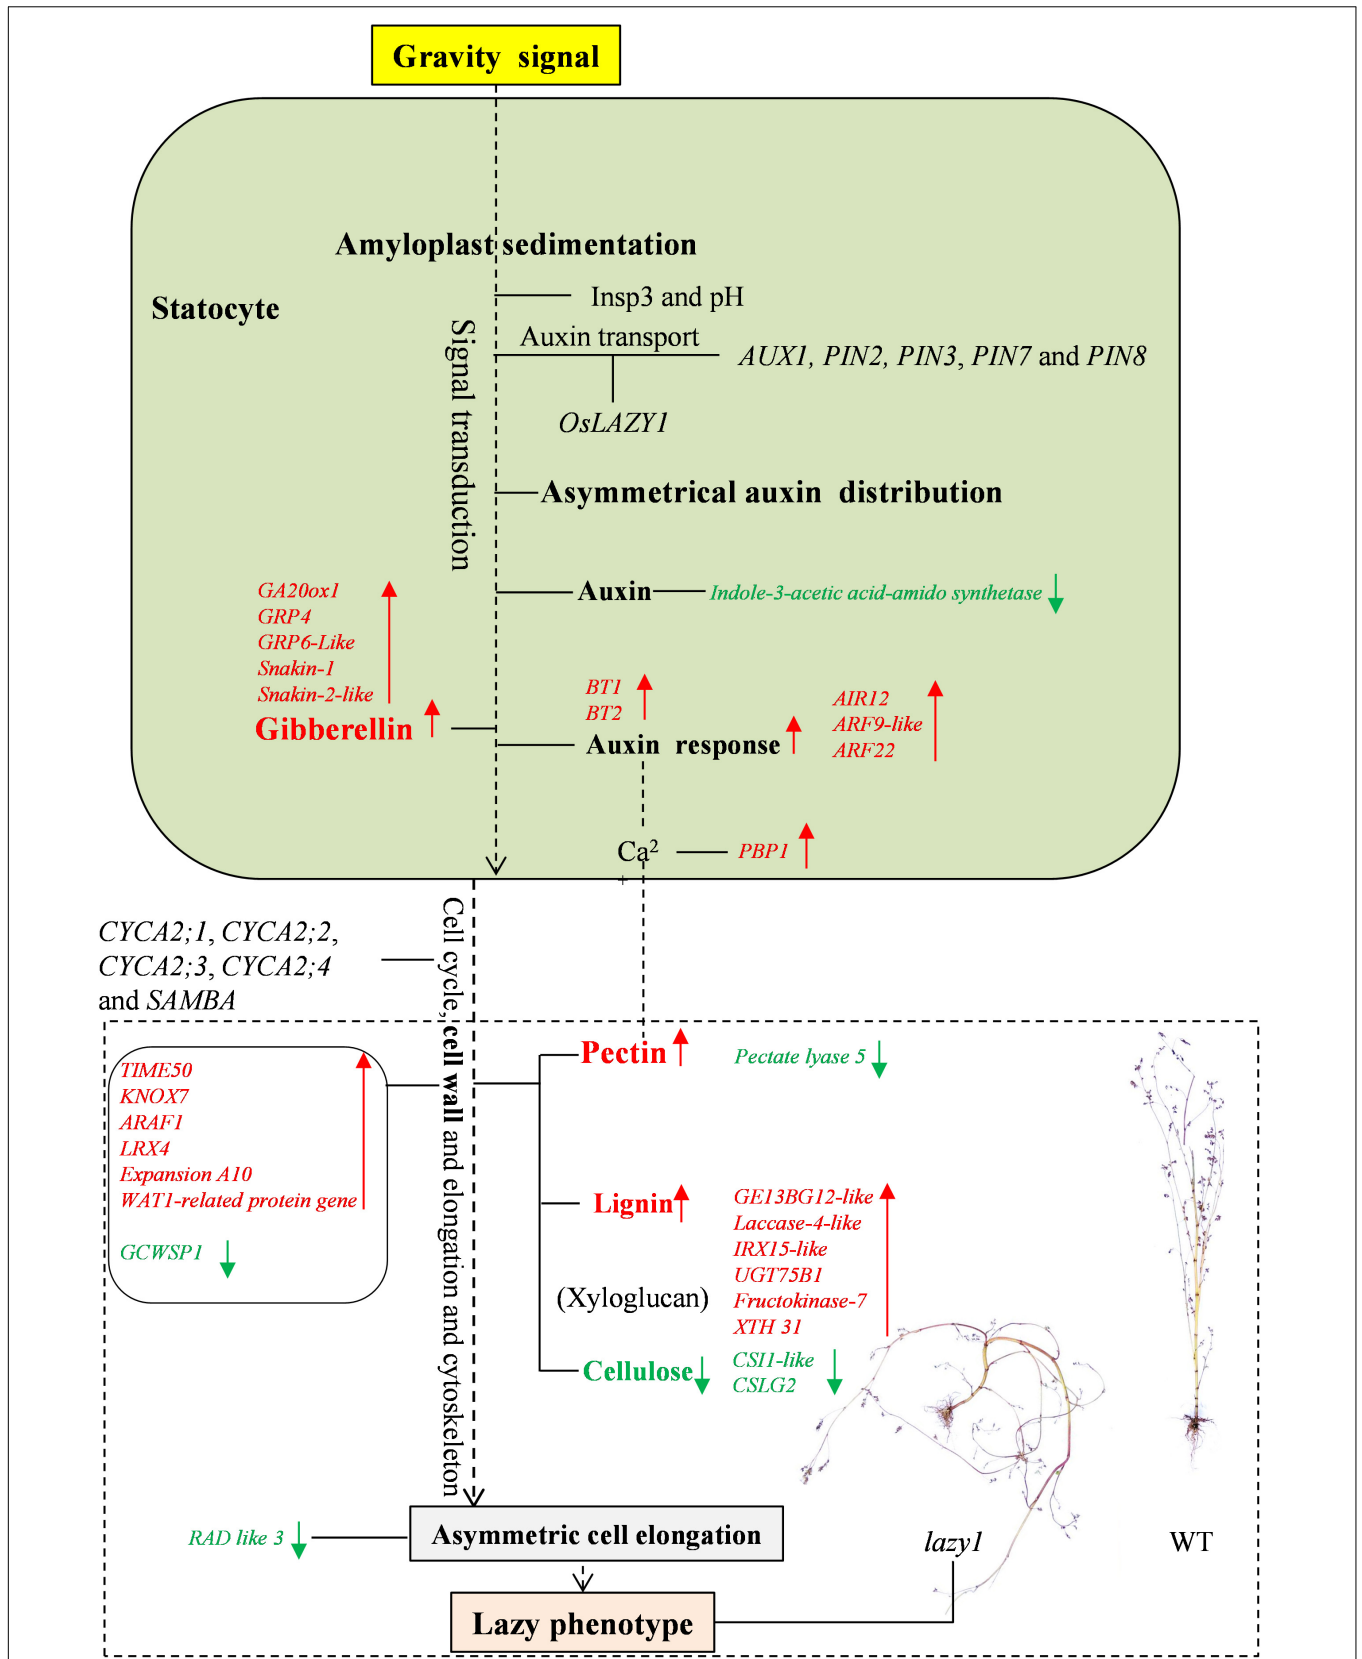 Gravity signal
Amyloplast sedimentation
Statocyte
Insp3 and pH
Signal transduction
Auxin transport
AUX1, PIN2, PIN3, PIN7 and PIN8
OsLAZY1
Asymmetrical auxin distribution
GA20ox1
GRP4
GRP6-Like
Snakin-1
Snakin-2-like
Gibberellin
Auxin
Indole-3-acetic acid-amido synthetase
BT1
BT2
Auxin response
AIR12
ARF9-like
ARF22
Ca2
+
PBP1
CYCA2;1, CYCA2;2,
CYCA2;3, CYCA2;4
and SAMBA
Cell cycle, cell wall and elongation and cytoskeleton
TIME50
KNOX7
ARAF1
LRX4
Expansion A10
WAT1-related protein gene
GCWSP1
Pectin
Pectate lyase 5
Lignin
GE13BG12-like
Laccase-4-like
IRX15-like
UGT75B1
Fructokinase-7
XTH 31
(Xyloglucan)
Cellulose
CSI1-like
CSLG2
RAD like 3
Asymmetric cell elongation
lazy1
WT
Lazy phenotype